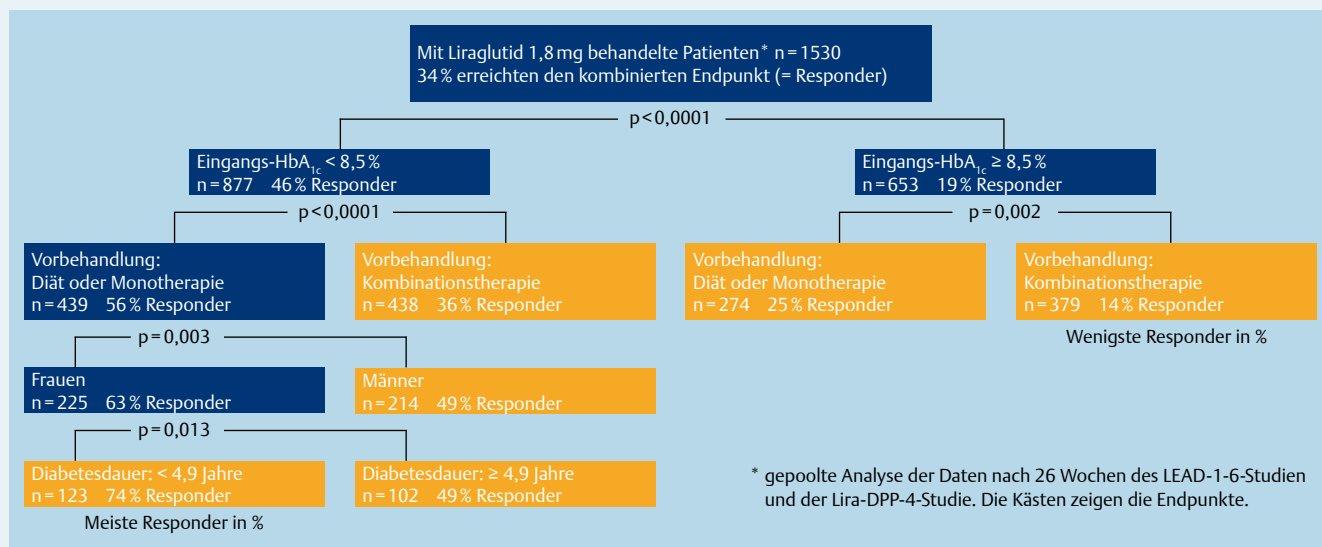 Mit Liraglutid 1,8 mg behandelte Patienten* n = 1530
34 % erreichten den kombinierten Endpunkt (= Responder)
p < 0,0001
Eingangs-HbA1c < 8,5 %
n = 877 46 % Responder
Eingangs-HbA1c ≥ 8,5 %
n = 653 19 % Responder
p < 0,0001
p = 0,002
Vorbehandlung:
Diät oder Monotherapie
n = 439 56 % Responder
Vorbehandlung:
Kombinationstherapie
n = 438 36 % Responder
Vorbehandlung:
Diät oder Monotherapie
n = 274 25 % Responder
Vorbehandlung:
Kombinationstherapie
n = 379 14 % Responder
Wenigste Responder in %
p = 0,003
Frauen
n = 225 63 % Responder
Männer
n = 214 49 % Responder
p = 0,013
Diabetesdauer: < 4,9 Jahre
n = 123 74 % Responder
Diabetesdauer: ≥ 4,9 Jahre
n = 102 49 % Responder
Meiste Responder in %
* gepoolte Analyse der Daten nach 26 Wochen des LEAD-1-6-Studien
und der Lira-DPP-4-Studie. Die Kästen zeigen die Endpunkte.